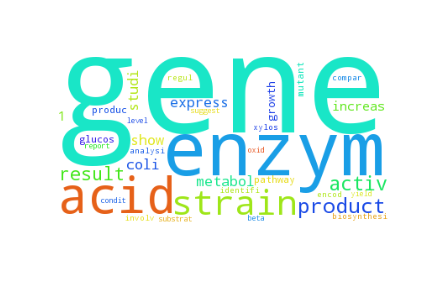 gene
studi
regul
mutant
compar
produc
express
growth
increas
1
level
suggest
glucos
show
xylos
enzym
report
analysi
coli
oxid
result
metabol
pathway
activ
identifi
acid
strain
encod
yield
condit
product
involv
substrat
beta
biosynthesi